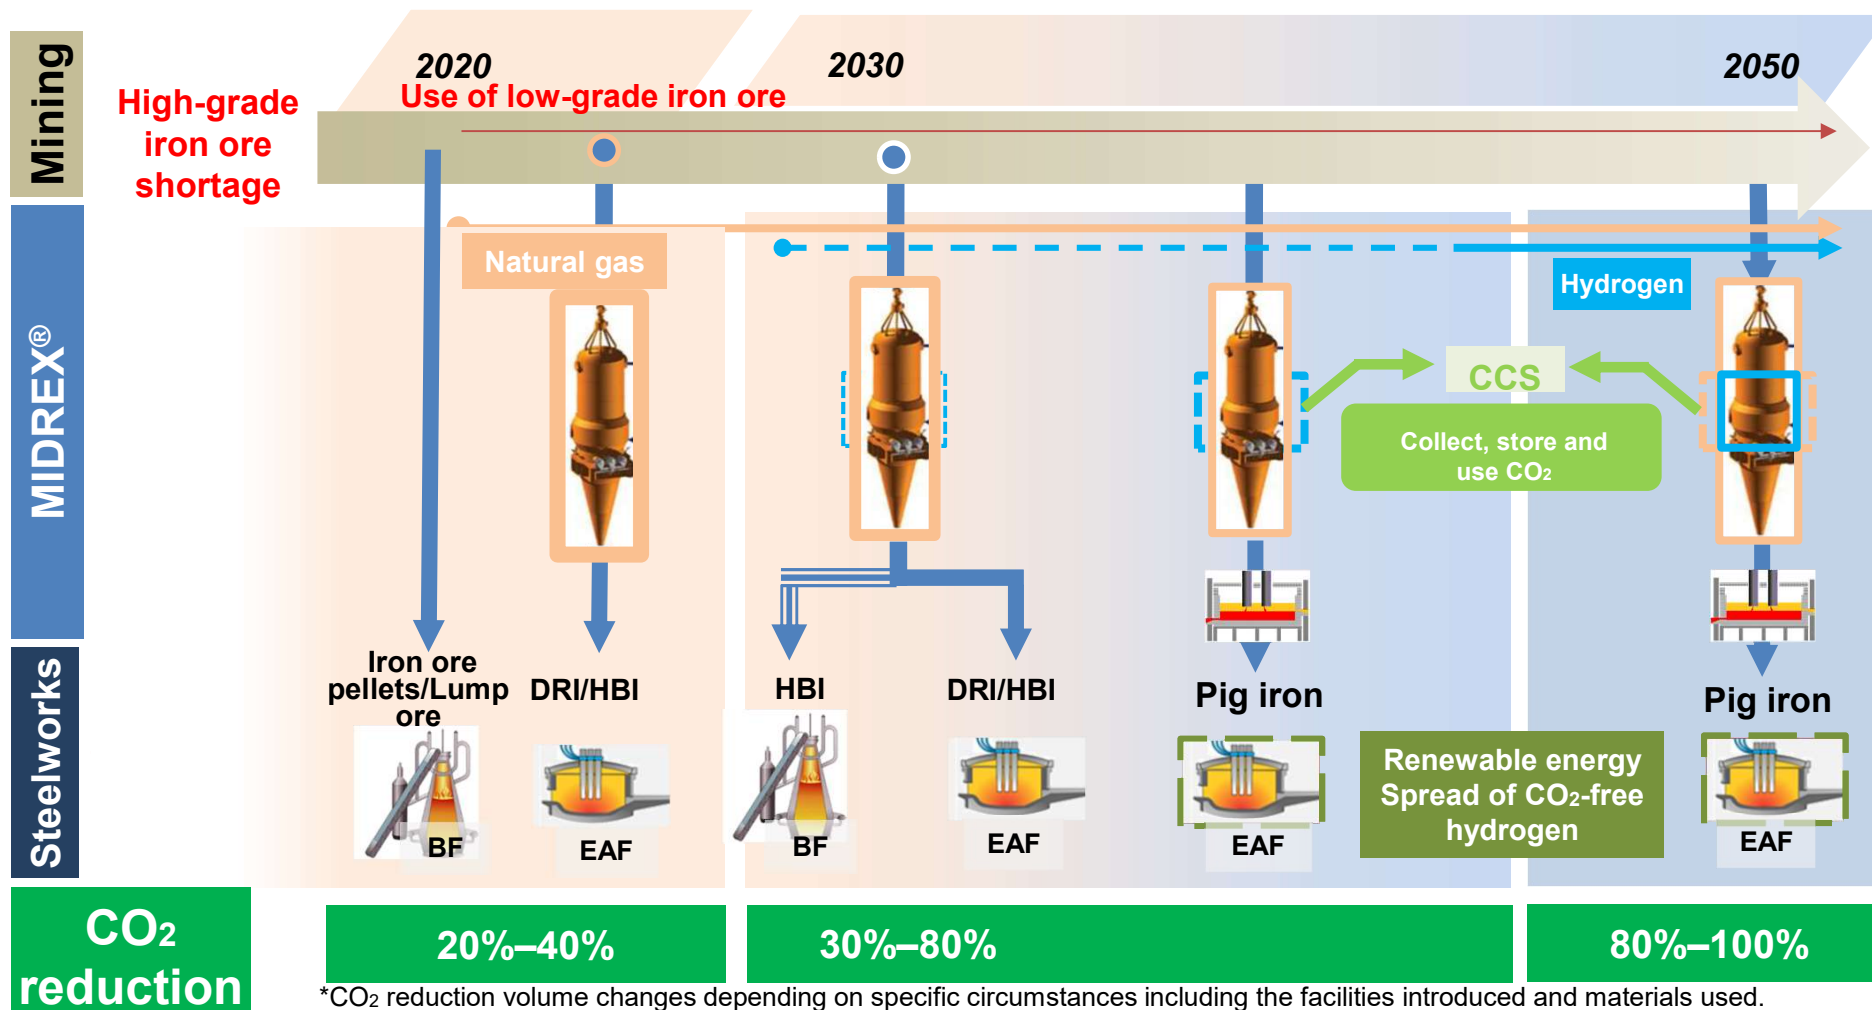 Mining
2020
2030
2050
High-grade
iron ore
shortage
Use of low-grade iron ore
MIDREX®
Natural gas
Hydrogen
CCS
Collect, store and
use CO₂
Steelworks
Iron ore
pellets/Lump
ore
DRI/HBI
HBI
DRI/HBI
Pig iron
Pig iron
BF
EAF
BF
EAF
EAF
Renewable energy
Spread of CO₂-free
hydrogen
EAF
CO₂
reduction
20%–40%
30%–80%
80%–100%
*CO₂ reduction volume changes depending on specific circumstances including the facilities introduced and materials used.